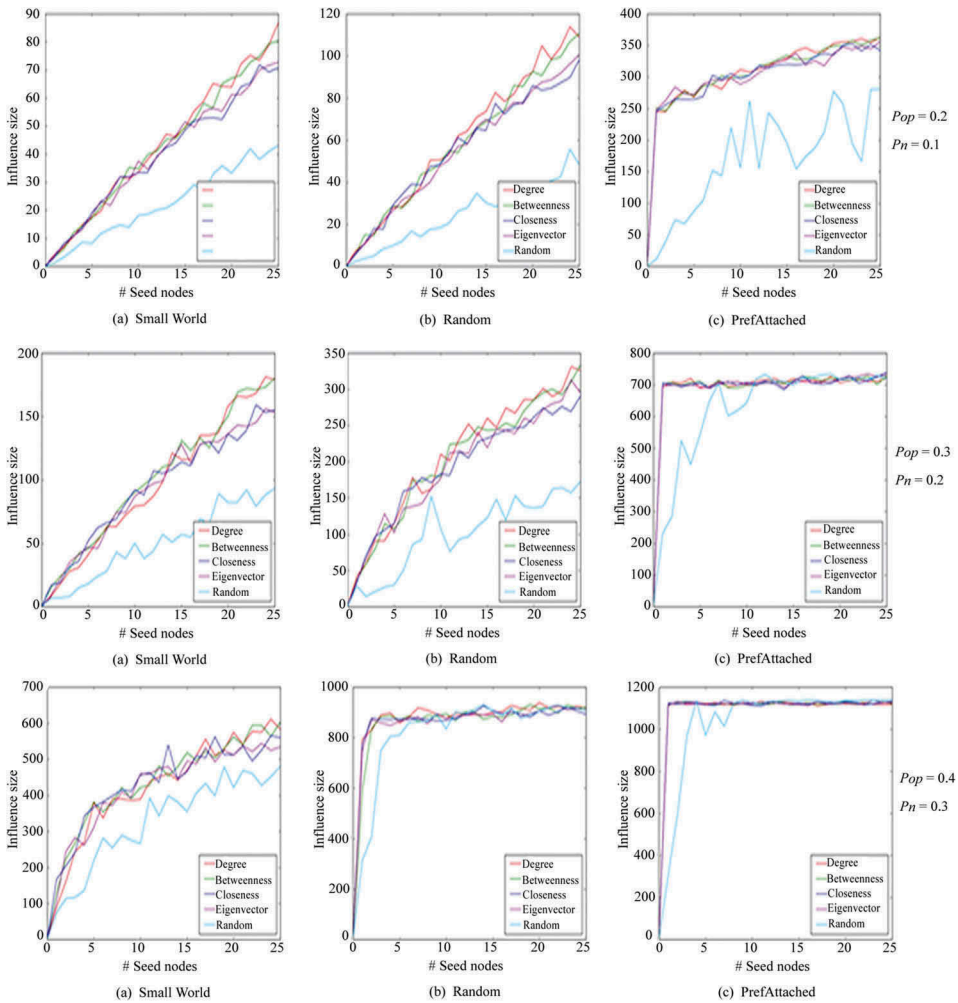 90
80
70
60
50
40
30
20
10
0
Influence size
0 5 10 15 20 25
# Seed nodes
(a) Small World
120
100
80
60
40
20
0
Influence size
Degree
Betweenness
Closeness
Eigenvector
Random
0 5 10 15 20 25
# Seed nodes
(b) Random
400
350
300
250
200
150
100
50
0
Influence size
Degree
Betweenness
Closeness
Eigenvector
Random
0 5 10 15 20 25
# Seed nodes
(c) PrefAttached
Pop = 0.2
Pn = 0.1
200
150
100
50
0
Influence size
Degree
Betweenness
Closeness
Eigenvector
Random
0 5 10 15 20 25
# Seed nodes
(a) Small World
350
300
250
200
150
100
50
0
Influence size
Degree
Betweenness
Closeness
Eigenvector
Random
0 5 10 15 20 25
# Seed nodes
(b) Random
800
700
600
500
400
300
200
100
0
Influence size
Degree
Betweenness
Closeness
Eigenvector
Random
0 5 10 15 20 25
# Seed nodes
(c) PrefAttached
Pop = 0.3
Pn = 0.2
700
600
500
400
300
200
100
0
Influence size
Degree
Betweenness
Closeness
Eigenvector
Random
0 5 10 15 20 25
# Seed nodes
(a) Small World
1000
800
600
400
200
0
Influence size
Degree
Betweenness
Closeness
Eigenvector
Random
0 5 10 15 20 25
# Seed nodes
(b) Random
1200
1000
800
600
400
200
0
Influence size
Degree
Betweenness
Closeness
Eigenvector
Random
0 5 10 15 20 25
# Seed nodes
(c) PrefAttached
Pop = 0.4
Pn = 0.3